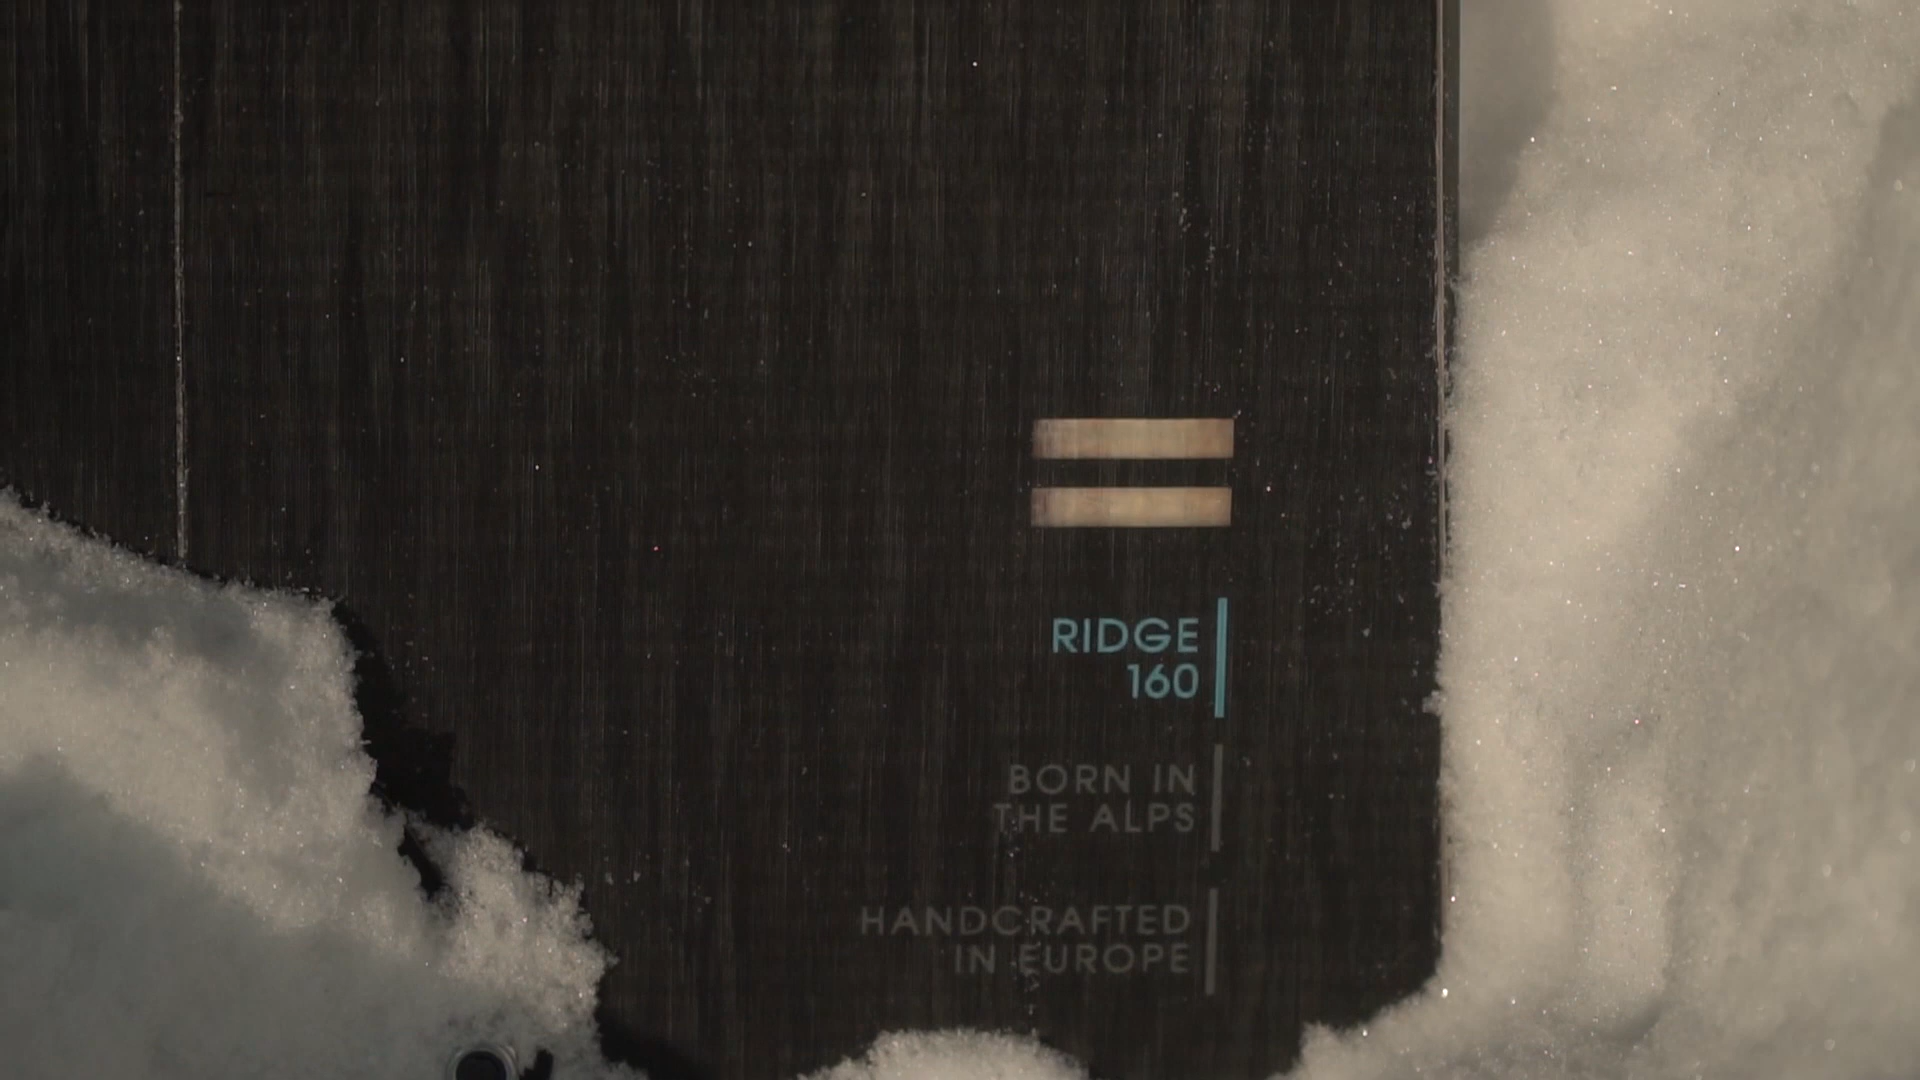 RIDGE
160
BORN IN
THE ALPS
HANDCRAFTED
IN EUROPE